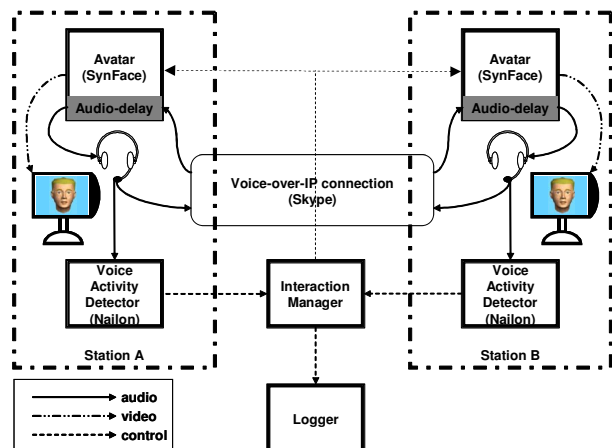 Avatar
(SynFace)
Audio-delay
Avatar
(SynFace)
Audio-delay
Voice-over-IP connection
(Skype)
Voice
Activity
Detector
(Nailon)
Interaction
Manager
Voice
Activity
Detector
(Nailon)
Station A
Station B
audio
video
control
Logger